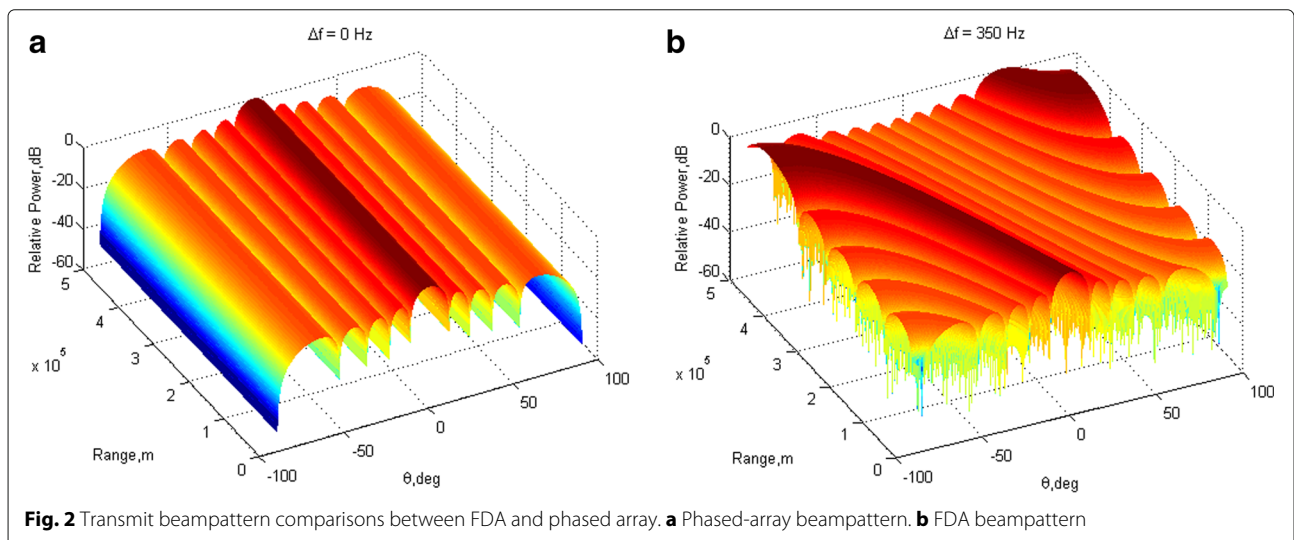 a
Δf = 0 Hz
0
-20
-40
-60
Relative Power,dB
5
4
3
2
1
0
x 10^5
Range,m
-100
-50
0
50
100
θ,deg
b
Δf = 350 Hz
0
-20
-40
-60
Relative Power,dB
5
4
3
2
1
0
x 10^5
Range,m
-100
-50
0
50
100
θ,deg
Fig. 2 Transmit beampattern comparisons between FDA and phased array. a Phased-array beampattern. b FDA beampattern